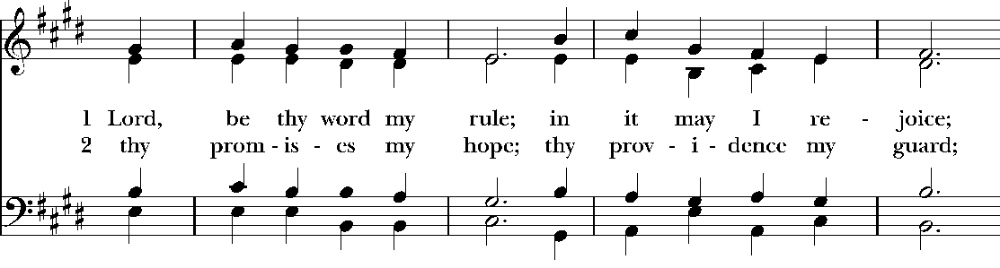 1 Lord, be thy word my rule; in it may I re - joice;
2 thy prom - is - es my hope; thy prov - i - dence my guard;